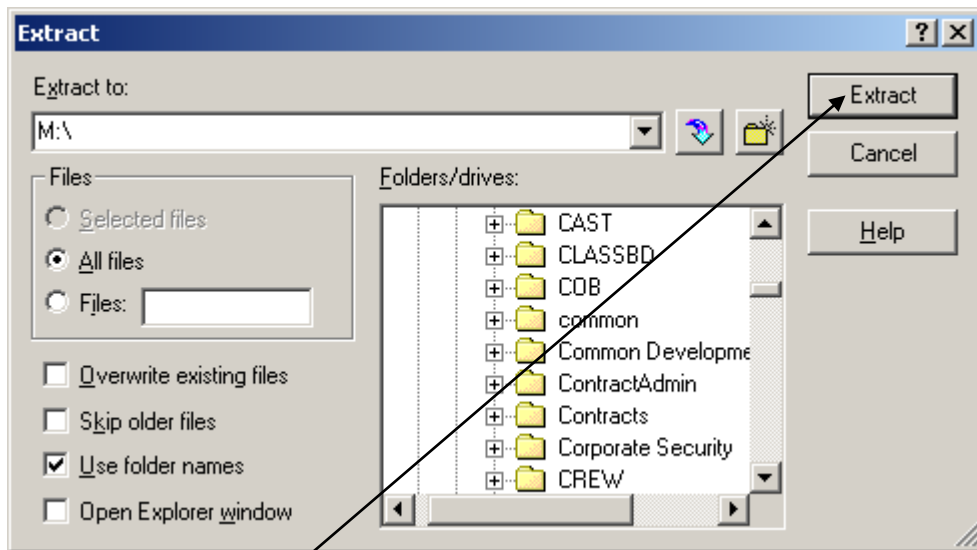 Extract
Extract to:
M:\
Files
Selected files
All files
Files:
Overwrite existing files
Skip older files
Use folder names
Open Explorer window
Folders/drives:
CAST
CLASSBD
COB
common
Common Developme
ContractAdmin
Contracts
Corporate Security
CREW
Extract
Cancel
Help